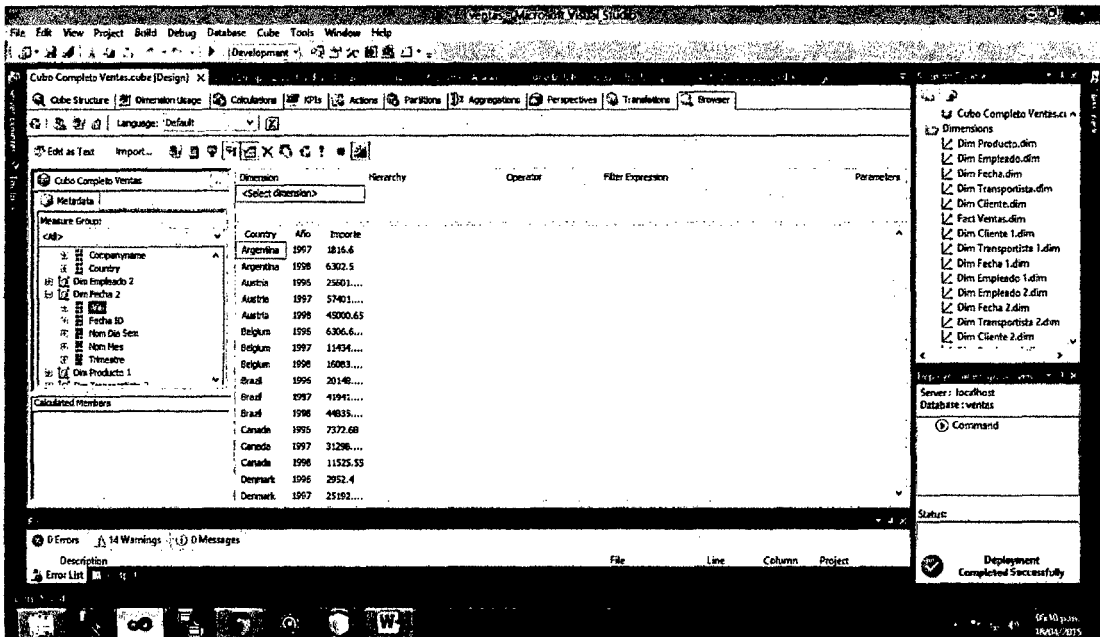 Ventas - Microsoft Visual Studio
File Edit View Project Build Debug Database Cube Tools Window Help
Development
Cubo Completo Ventas.cube [Design] X
Cube Structure Dimension Usage Calculations KPIs Actions Partitions Aggregations Perspectives Translations Browser
Language: Default
Edit as Text Import...
Cubo Completo Ventas
Metadata
Measure Group:
<All>
Companyname
Country
Dim Empleado 2
Dim Fecha 2
Fecha ID
Nom Dia Sem
Nom Mes
Trimestre
Dim Producto 1
Calculated Members
Dimension Hierarchy Operator Filter Expression Parameters
<Select dimension>
Country Año Importe
Argentina 1997 1816.6
Argentina 1998 6302.5
Austria 1996 25601....
Austria 1997 57401....
Austria 1998 45000.65
Belgium 1996 6306.6...
Belgium 1997 11434....
Belgium 1998 16083....
Brazil 1996 20148....
Brazil 1997 41941....
Brazil 1998 44835....
Canada 1996 7372.68
Canada 1997 31298....
Canada 1998 11525.55
Denmark 1996 2952.4
Denmark 1997 25192....
Cubo Completo Ventas.cu
Dimensions
Dim Producto.dim
Dim Empleado.dim
Dim Fecha.dim
Dim Transportista.dim
Dim Cliente.dim
Fact Ventas.dim
Dim Cliente 1.dim
Dim Transportista 1.dim
Dim Fecha 1.dim
Dim Empleado 1.dim
Dim Empleado 2.dim
Dim Fecha 2.dim
Dim Transportista 2.dim
Dim Cliente 2.dim
Server : localhost
Database : ventas
Command
Status:
Deployment
Completed Successfully
0 Errors 14 Warnings 0 Messages
Description File Line Column Project
Error List
05:10 p.m.
18/04/2015